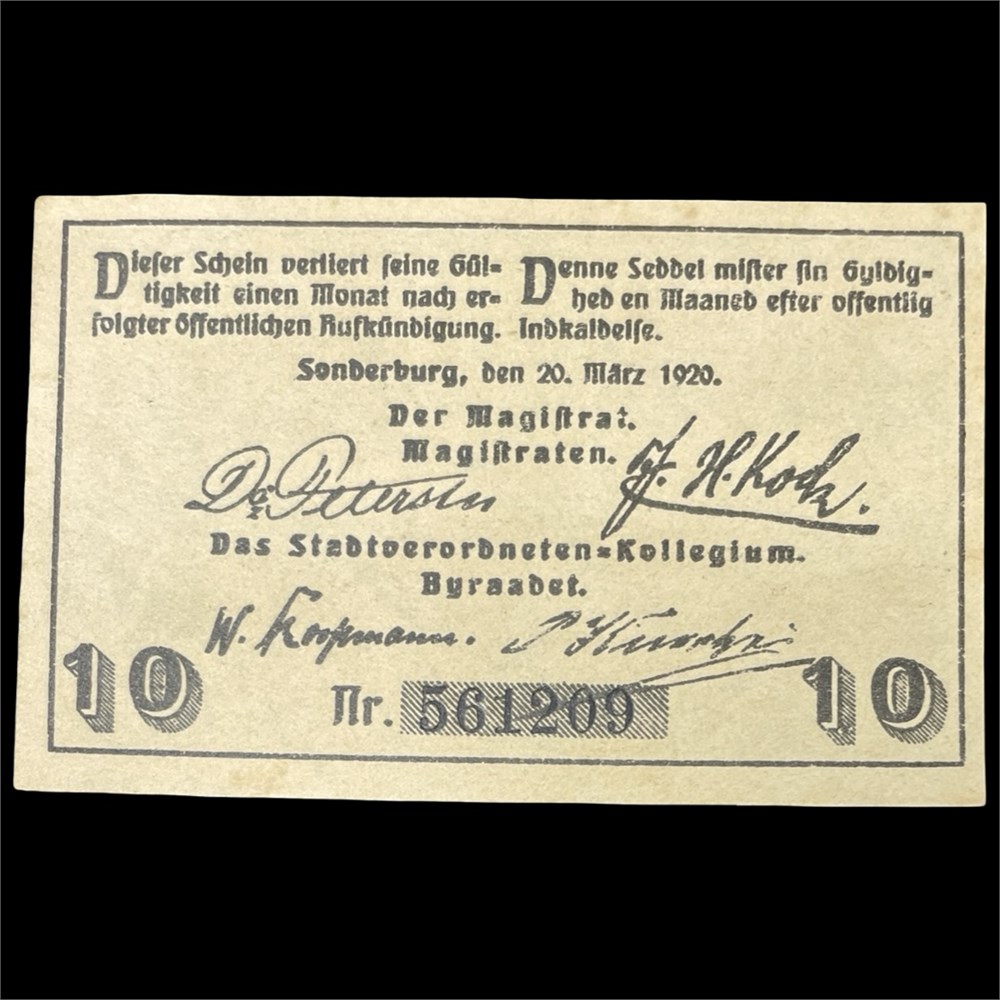 Dieser Schein verliert seine Gül=
tigkeit einen Monat nach er=
folgter öffentlichen Aufkündigung.
Denne Seddel mister sin Gyldig=
hed en Maaned efter offentlig
Indkaldelse.
Sonderburg, den 20. März 1920.
Der Magistrat.
Magistraten.
Dr. Petersen
J. H. Koch.
Das Stadtverordneten=Kollegium.
Byraadet.
W. Koopmann.
10
Nr. 561209
10